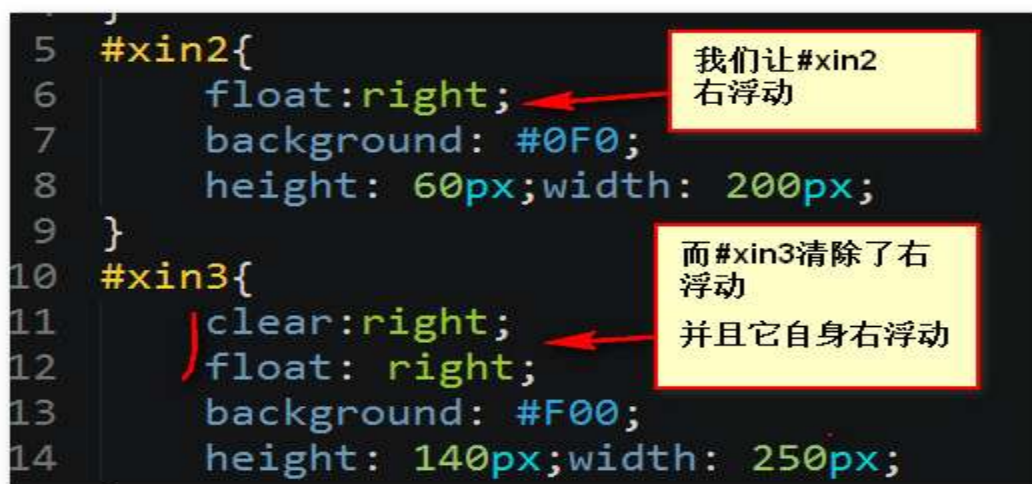 5 #xin2{
6 float:right;
7 background: #0F0;
8 height: 60px;width: 200px;
9 }
10 #xin3{
11 clear:right;
12 float: right;
13 background: #F00;
14 height: 140px;width: 250px;
我们让#xin2
右浮动
而#xin3清除了右
浮动
并且它自身右浮动